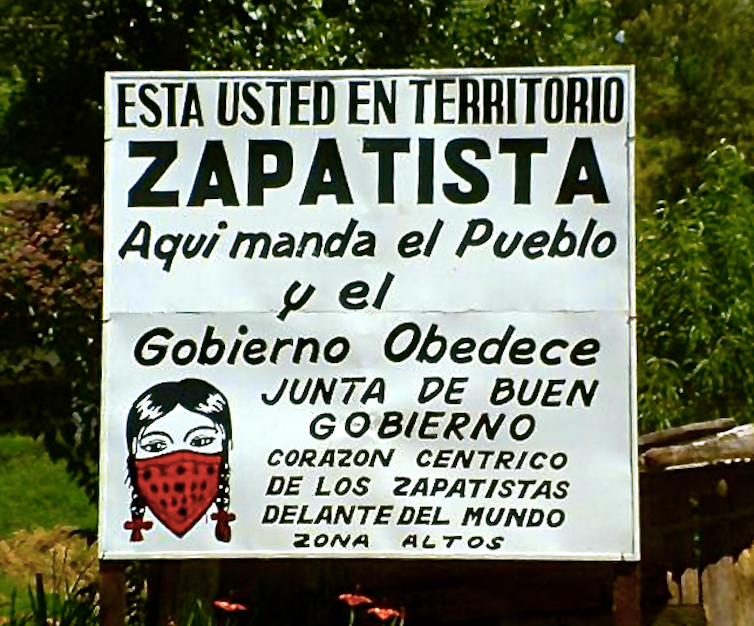 ESTA USTED EN TERRITORIO
ZAPATISTA
Aqui manda el Pueblo
y el
Gobierno Obedece
JUNTA DE BUEN
GOBIERNO
CORAZON CENTRICO
DE LOS ZAPATISTAS
DELANTE DEL MUNDO
ZONA ALTOS